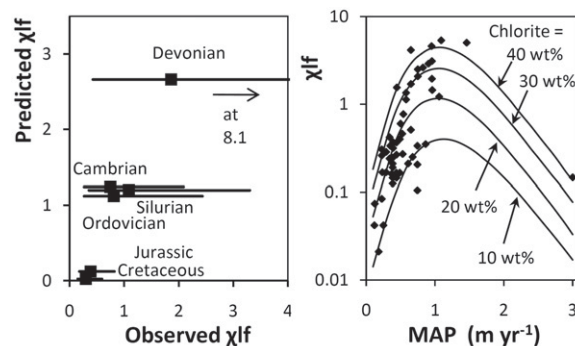 Predicted χlf
3
2
1
0
Devonian
at
8.1
Cambrian
Silurian
Ordovician
Jurassic
Cretaceous
0 1 2 3 4
Observed χlf
χlf
10
1
0.1
0.01
Chlorite =
40 wt%
30 wt%
20 wt%
10 wt%
0 1 2 3
MAP (m yr⁻¹)